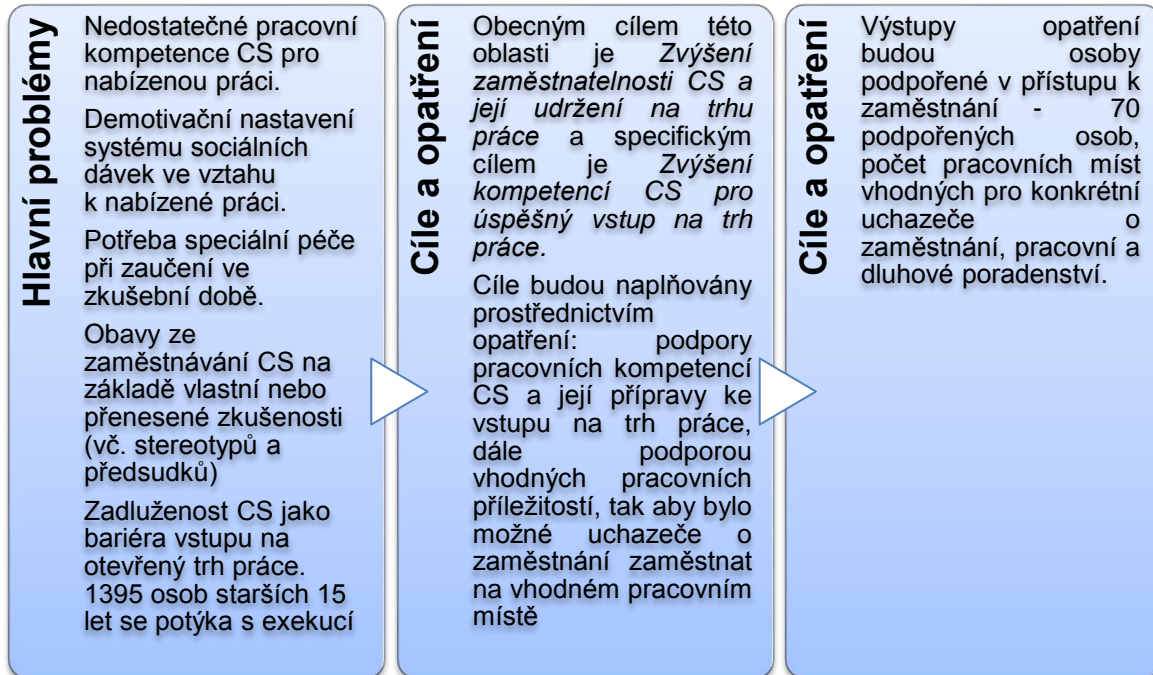 Hlavní problémy
Nedostatečné pracovní
kompetence CS pro
nabízenou práci.
Demotivační nastavení
systému sociálních
dávek ve vztahu
k nabízené práci.
Potřeba speciální péče
při zaučení ve
zkušební době.
Obavy ze
zaměstnávání CS na
základě vlastní nebo
přenesené zkušenosti
(vč. stereotypů a
předsudků)
Zadluženost CS jako
bariéra vstupu na
otevřený trh práce.
1395 osob starších 15
let se potýka s exekucí
Cíle a opatření
Obecným cílem této
oblasti je Zvýšení
zaměstnatelnosti CS a
její udržení na trhu
práce a specifickým
cílem je Zvýšení
kompetencí CS pro
úspěšný vstup na trh
práce.
Cíle budou naplňovány
prostřednictvím
opatření: podpory
pracovních kompetencí
CS a její přípravy ke
vstupu na trh práce,
dále podporou
vhodných pracovních
příležitostí, tak aby bylo
možné uchazeče o
zaměstnání zaměstnat
na vhodném pracovním
místě
Cíle a opatření
Výstupy opatření
budou osoby
podpořené v přístupu k
zaměstnání - 70
podpořených osob,
počet pracovních míst
vhodných pro konkrétní
uchazeče o
zaměstnání, pracovní a
dluhové poradenství.